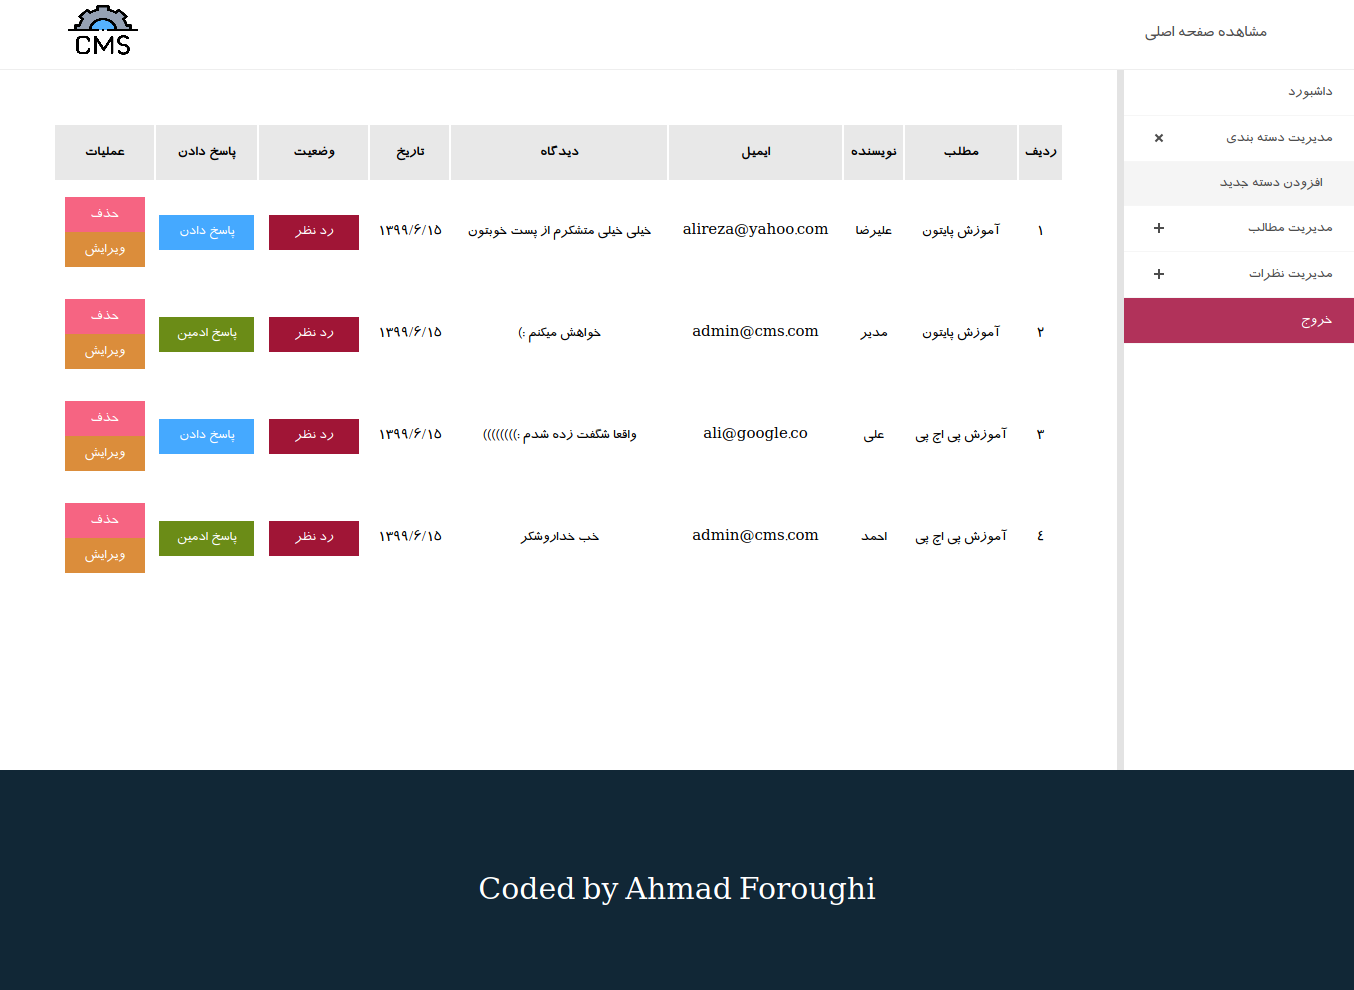 مشاهده صفحه اصلی
CMS
داشبورد
مدیریت دسته بندی
افزودن دسته جدید
مدیریت مطالب
مدیریت نظرات
خروج
ردیف مطلب نویسنده ایمیل دیدگاه تاریخ وضعیت پاسخ دادن عملیات
۱ آموزش پایتون علیرضا alireza@yahoo.com خیلی خیلی متشکرم از پست خوبتون ۱۳۹۹/۶/۱۵ رد نظر پاسخ دادن حذف
ویرایش
۲ آموزش پایتون مدیر admin@cms.com خواهش میکنم :) ۱۳۹۹/۶/۱۵ رد نظر پاسخ ادمین حذف
ویرایش
۳ آموزش پی اچ پی علی ali@google.co واقعا شگفت زده شدم :)))))))) ۱۳۹۹/۶/۱۵ رد نظر پاسخ دادن حذف
ویرایش
٤ آموزش پی اچ پی احمد admin@cms.com خب خداروشکر ۱۳۹۹/۶/۱۵ رد نظر پاسخ ادمین حذف
ویرایش
Coded by Ahmad Foroughi